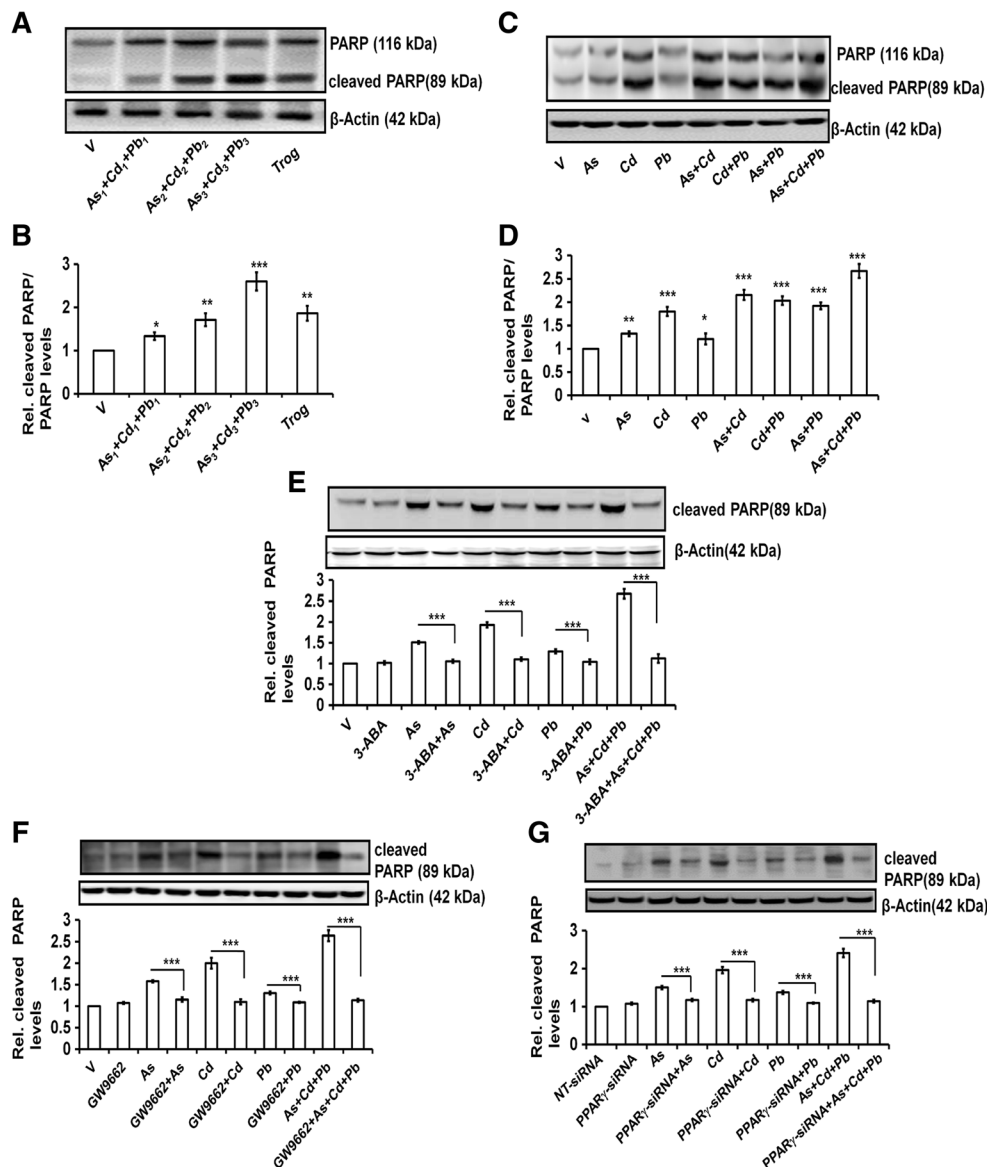 A
PARP (116 kDa)
cleaved PARP(89 kDa)
β-Actin (42 kDa)
V
As₁+Cd₁+Pb₁
As₂+Cd₂+Pb₂
As₃+Cd₃+Pb₃
Trog
C
PARP (116 kDa)
cleaved PARP(89 kDa)
β-Actin (42 kDa)
V
As
Cd
Pb
As+Cd
Cd+Pb
As+Pb
As+Cd+Pb
B
Rel. cleaved PARP/
PARP levels
3
2.5
2
1.5
1
0.5
0
*
**
***
**
V
As₁+Cd₁+Pb₁
As₂+Cd₂+Pb₂
As₃+Cd₃+Pb₃
Trog
D
Rel. cleaved PARP/
PARP levels
3
2.5
2
1.5
1
0.5
0
**
***
*
***
***
***
***
v
As
Cd
Pb
As+Cd
Cd+Pb
As+Pb
As+Cd+Pb
E
cleaved PARP(89 kDa)
β-Actin(42 kDa)
Rel. cleaved PARP
levels
3
2.5
2
1.5
1
0.5
0
***
***
***
***
V
3-ABA
As
3-ABA+As
Cd
3-ABA+Cd
Pb
3-ABA+Pb
As+Cd+Pb
3-ABA+As+Cd+Pb
F
cleaved
PARP (89 kDa)
β-Actin (42 kDa)
Rel. cleaved PARP
levels
3
2.5
2
1.5
1
0.5
0
***
***
***
***
V
GW9662
As
GW9662+As
Cd
GW9662+Cd
Pb
GW9662+Pb
As+Cd+Pb
GW9662+As+Cd+Pb
G
cleaved
PARP(89 kDa)
β-Actin(42 kDa)
Rel. cleaved PARP
levels
3
2
1
0
***
***
***
***
NT-siRNA
PPARγ-siRNA
As
PPARγ-siRNA+As
Cd
PPARγ-siRNA+Cd
Pb
PPARγ-siRNA+Pb
As+Cd+Pb
PPARγ-siRNA+As+Cd+Pb